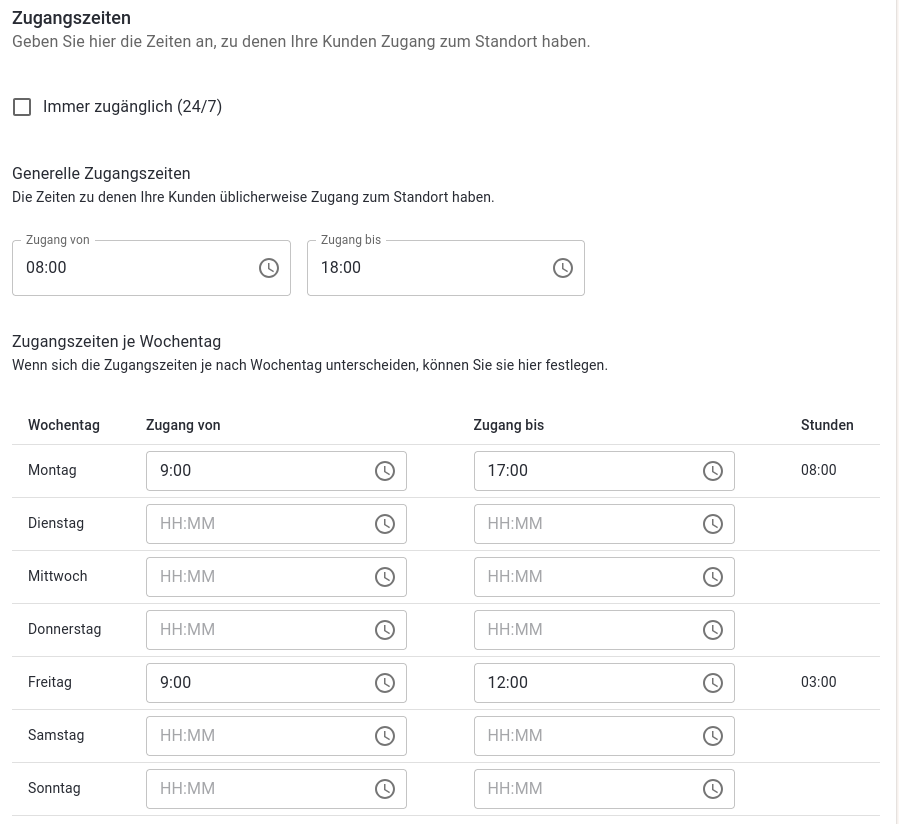 Zugangszeiten
Geben Sie hier die Zeiten an, zu denen Ihre Kunden Zugang zum Standort haben.
Immer zugänglich (24/7)
Generelle Zugangszeiten
Die Zeiten zu denen Ihre Kunden üblicherweise Zugang zum Standort haben.
Zugang von Zugang bis
08:00 18:00
Zugangszeiten je Wochentag
Wenn sich die Zugangszeiten je nach Wochentag unterscheiden, können Sie sie hier festlegen.
Wochentag Zugang von Zugang bis Stunden
Montag 9:00 17:00 08:00
Dienstag HH:MM HH:MM
Mittwoch HH:MM HH:MM
Donnerstag HH:MM HH:MM
Freitag 9:00 12:00 03:00
Samstag HH:MM HH:MM
Sonntag HH:MM HH:MM